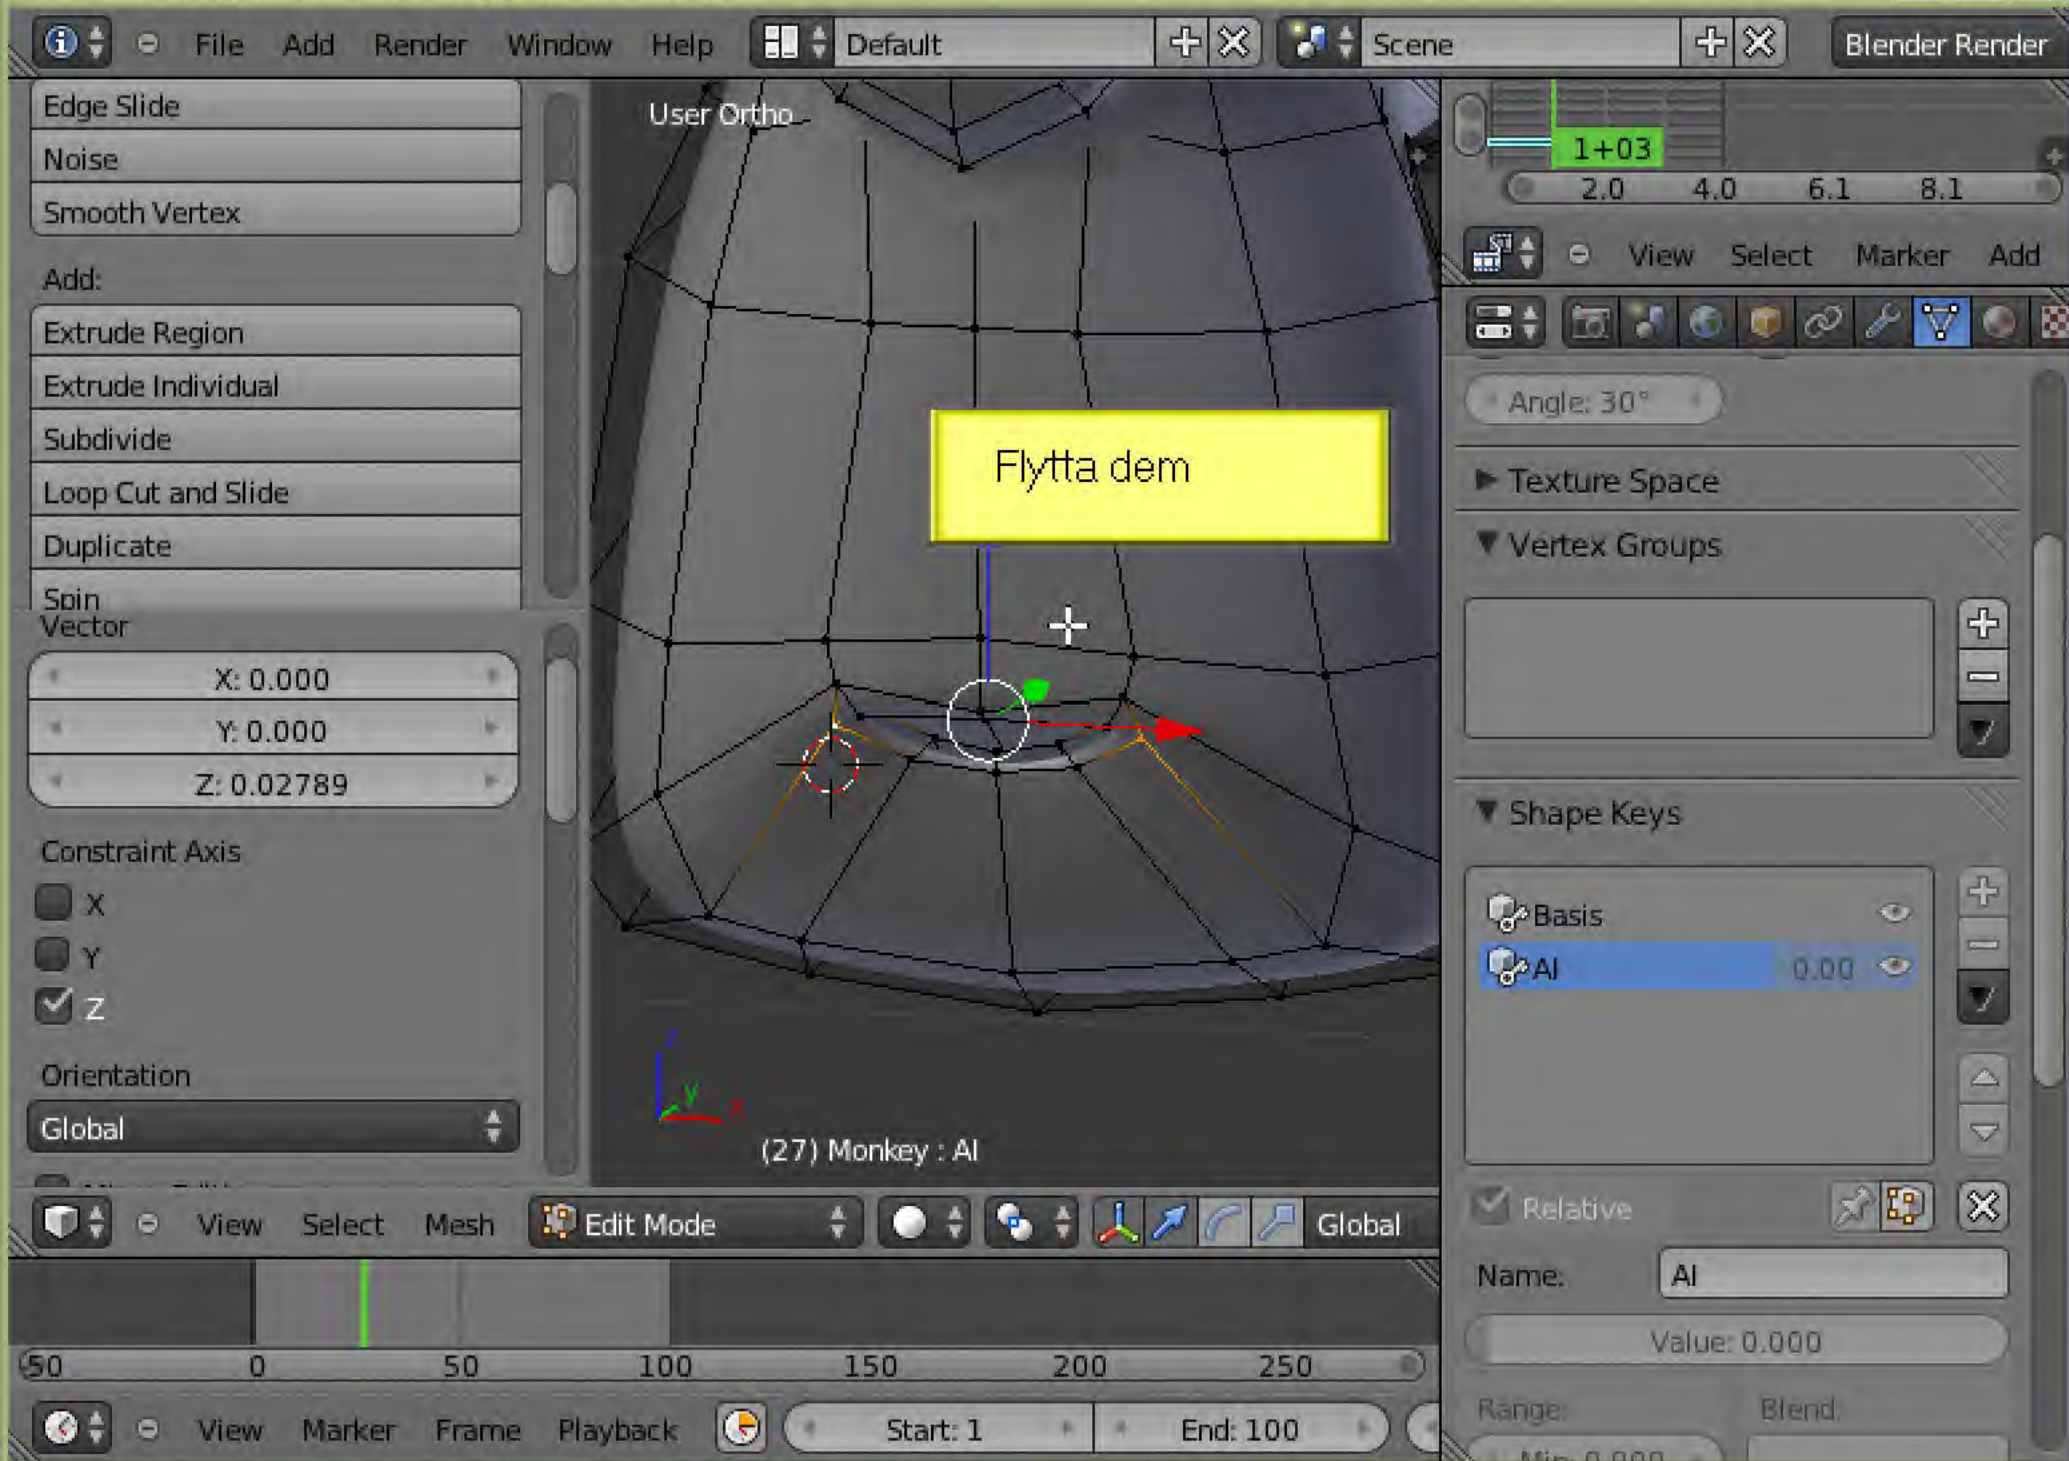 File Add Render Window Help Default Scene Blender Render
Edge Slide
Noise
Smooth Vertex
Add:
Extrude Region
Extrude Individual
Subdivide
Loop Cut and Slide
Duplicate
Spin
Vector
X: 0.000
Y: 0.000
Z: 0.02789
Constraint Axis
X
Y
Z
Orientation
Global
User Ortho
Flytta dem
z
y
x
(27) Monkey : AI
View Select Mesh Edit Mode Global
-50 0 50 100 150 200 250
View Marker Frame Playback Start: 1 End: 100
1+03
2.0 4.0 6.1 8.1
View Select Marker Add
Angle: 30°
Texture Space
Vertex Groups
Shape Keys
Basis
AI 0.00
Relative
Name: AI
Value: 0.000
Range: Blend:
Min: 0.000